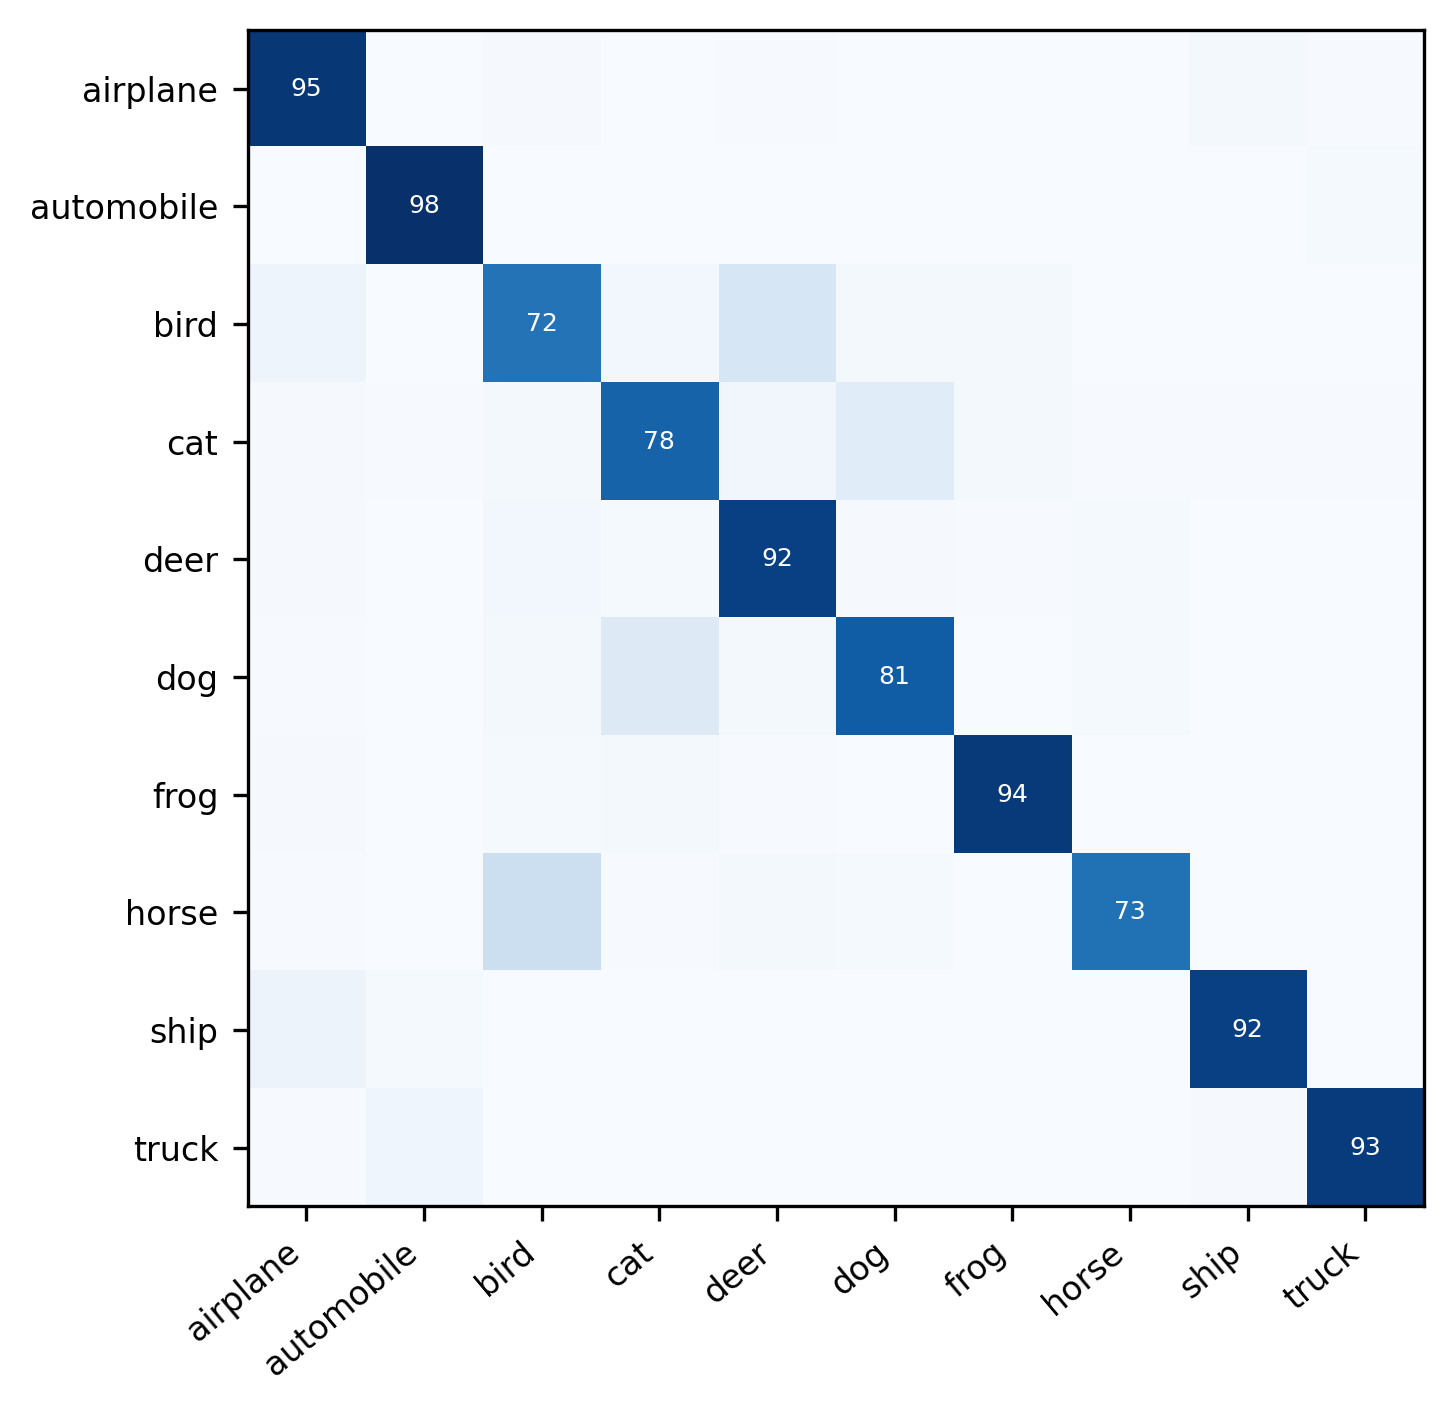 airplane 95
automobile 98
bird 72
cat 78
deer 92
dog 81
frog 94
horse 73
ship 92
truck 93
airplane automobile bird cat deer dog frog horse ship truck